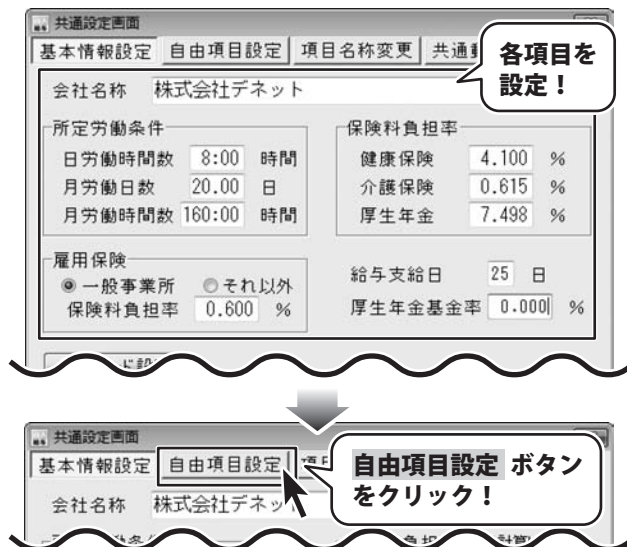 共通設定画面
基本情報設定 自由項目設定 項目名称変更 共通
各項目を
設定！
会社名称 株式会社デネット
所定労働条件
日労働時間数 8:00 時間
月労働日数 20.00 日
月労働時間数 160:00 時間
保険料負担率
健康保険 4.100 %
介護保険 0.615 %
厚生年金 7.498 %
雇用保険
一般事業所 それ以外
保険料負担率 0.600 %
給与支給日 25 日
厚生年金基金率 0.000 %
共通設定画面
基本情報設定 自由項目設定 項
自由項目設定 ボタン
をクリック！
会社名称 株式会社デネッ